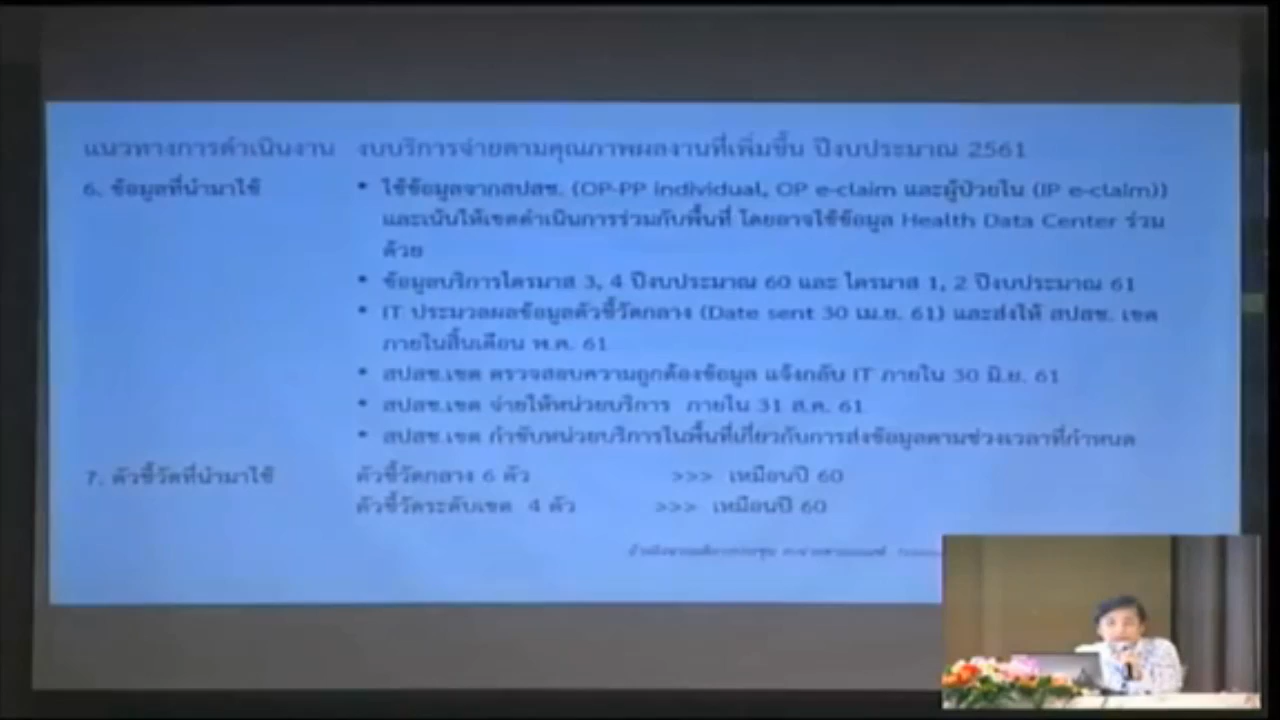 แนวทางการดำเนินงาน งบบริการจ่ายตามคุณภาพผลงานที่เพิ่มขึ้น ปีงบประมาณ 2561
6. ข้อมูลที่นำมาใช้ • ใช้ข้อมูลจากสปสช. (OP-PP individual, OP e-claim และผู้ป่วยใน (IP e-claim))
และเน้นให้เขตดำเนินการร่วมกับพื้นที่ โดยอาจใช้ข้อมูล Health Data Center ร่วม
ด้วย
• ข้อมูลบริการไตรมาส 3, 4 ปีงบประมาณ 60 และ ไตรมาส 1, 2 ปีงบประมาณ 61
• IT ประมวลผลข้อมูลตัวชี้วัดกลาง (Date sent 30 เม.ย. 61) และส่งให้ สปสช. เขต
ภายในสิ้นเดือน พ.ค. 61
• สปสช.เขต ตรวจสอบความถูกต้องข้อมูล แจ้งกลับ IT ภายใน 30 มิ.ย. 61
• สปสช.เขต จ่ายให้หน่วยบริการ ภายใน 31 ส.ค. 61
• สปสช.เขต กำชับหน่วยบริการในพื้นที่เกี่ยวกับการส่งข้อมูลตามช่วงเวลาที่กำหนด
7. ตัวชี้วัดที่นำมาใช้ ตัวชี้วัดกลาง 6 ตัว >>> เหมือนปี 60
ตัวชี้วัดระดับเขต 4 ตัว >>> เหมือนปี 60